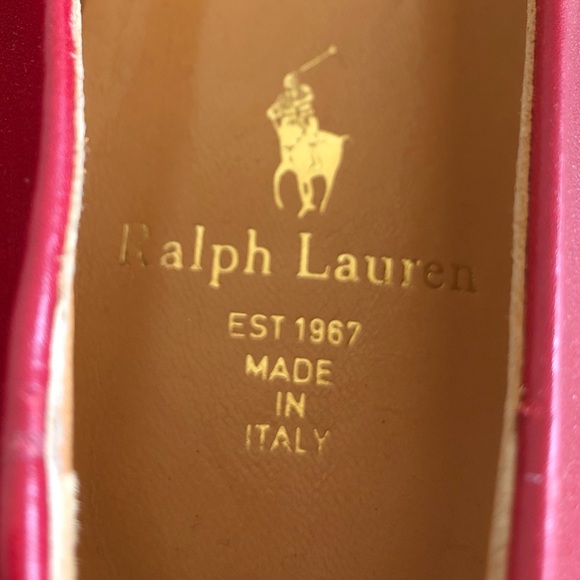 Ralph Lauren
EST 1967
MADE
IN
ITALY